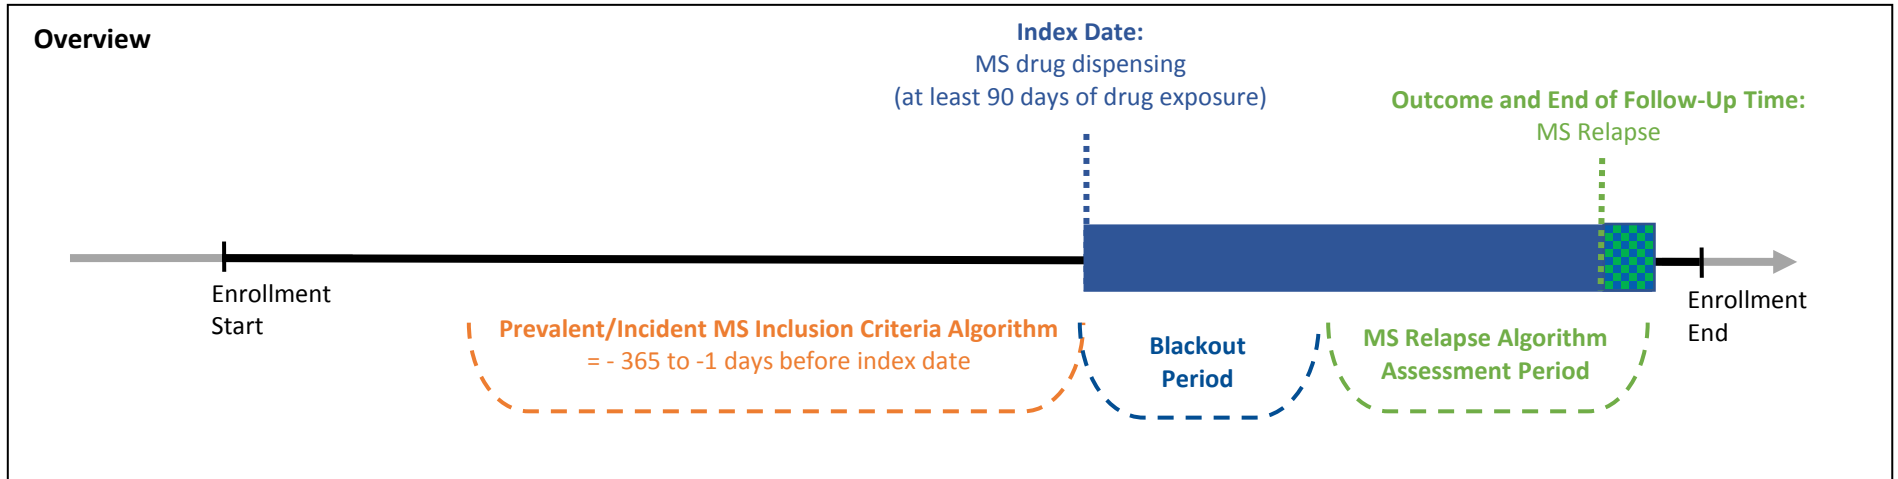 Overview
Index Date:
MS drug dispensing
(at least 90 days of drug exposure)
Outcome and End of Follow-Up Time:
MS Relapse
Enrollment
Start
Enrollment
End
Prevalent/Incident MS Inclusion Criteria Algorithm
= - 365 to -1 days before index date
Blackout
Period
MS Relapse Algorithm
Assessment Period